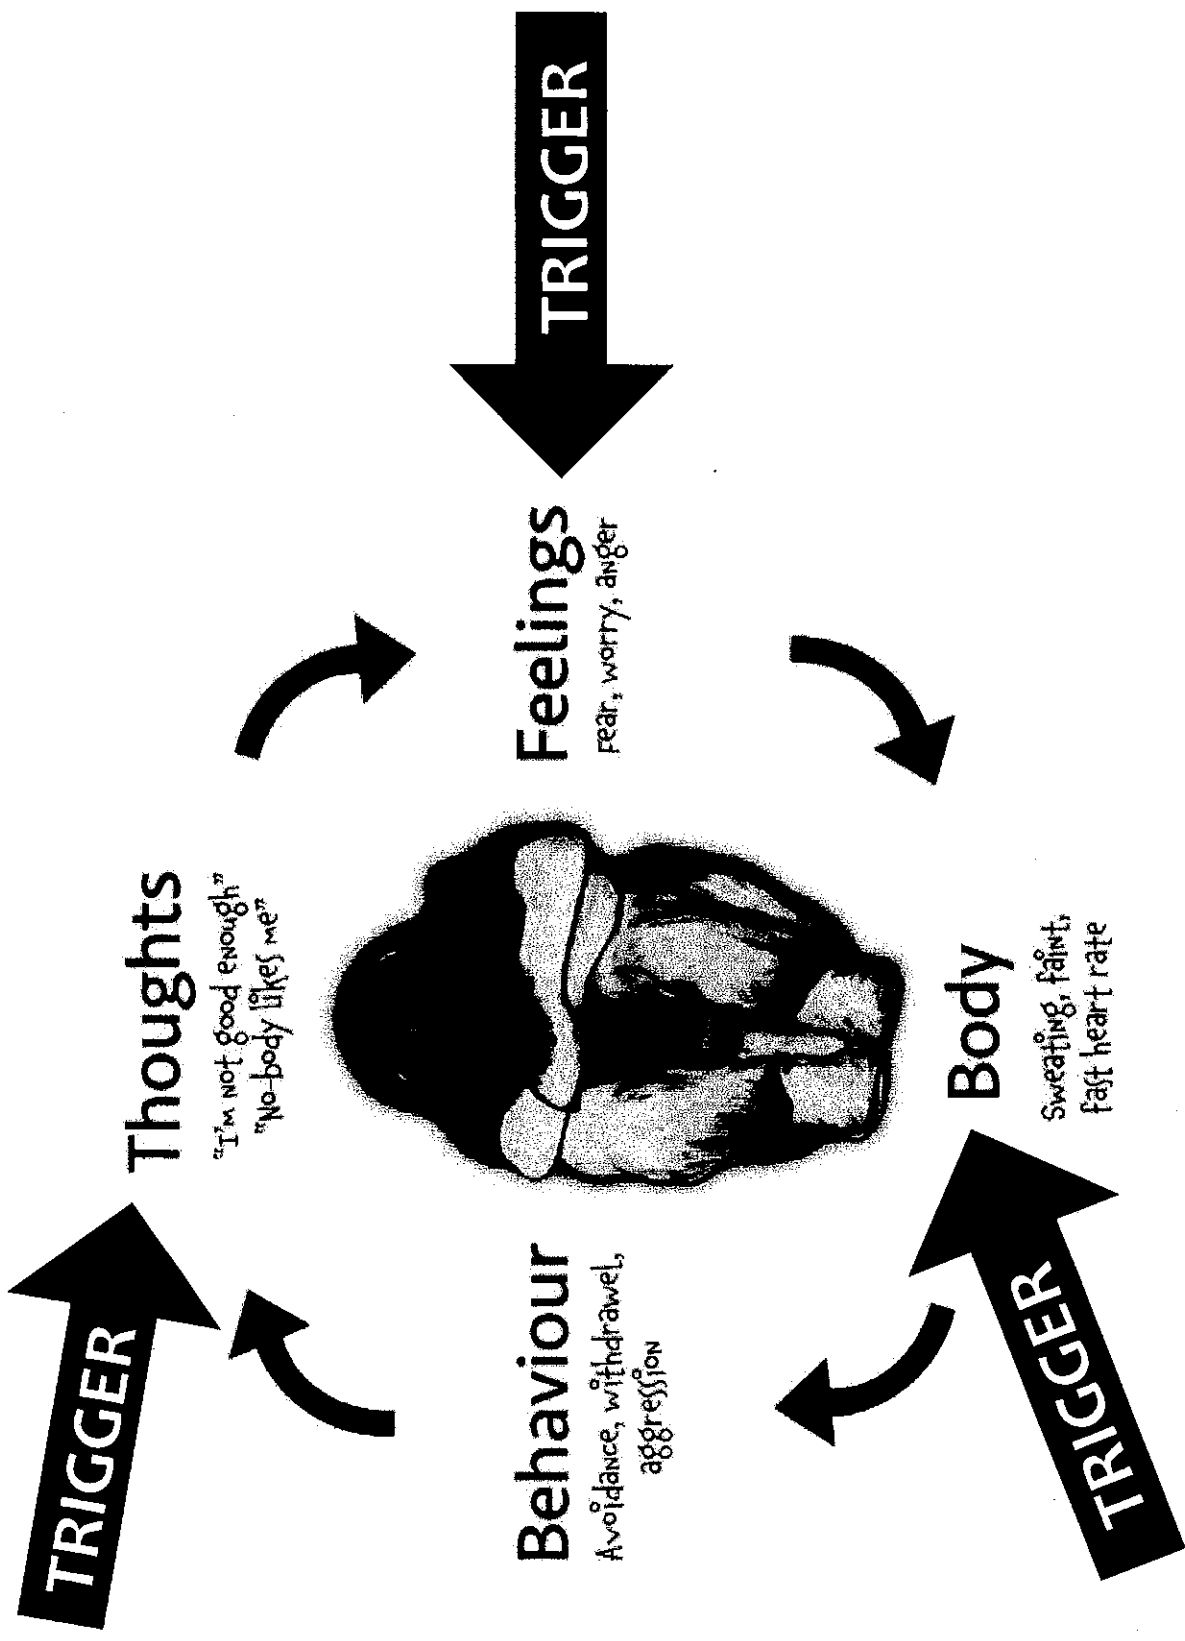 TRIGGER
Thoughts
“I'm not good enough”
“No-body likes me”
TRIGGER
Feelings
Fear, worry, anger
Behaviour
Avoidance, withdrawel,
aggression
Body
Sweating, faint,
fast heart rate
TRIGGER